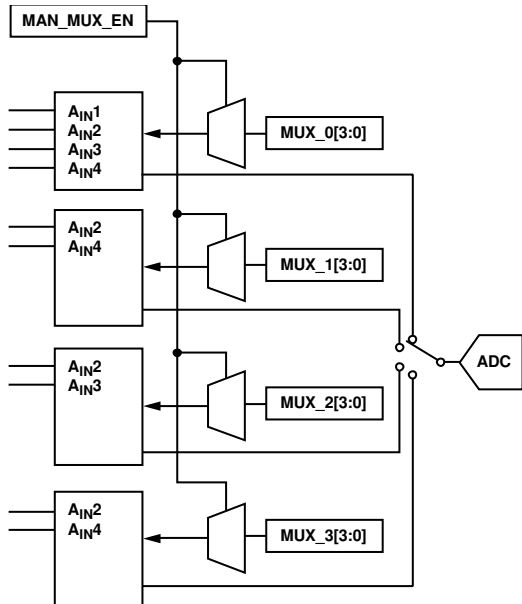 MAN_MUX_EN
AIN1
AIN2
AIN3
AIN4
MUX_0[3:0]
AIN2
AIN4
MUX_1[3:0]
ADC
AIN2
AIN3
MUX_2[3:0]
AIN2
AIN4
MUX_3[3:0]